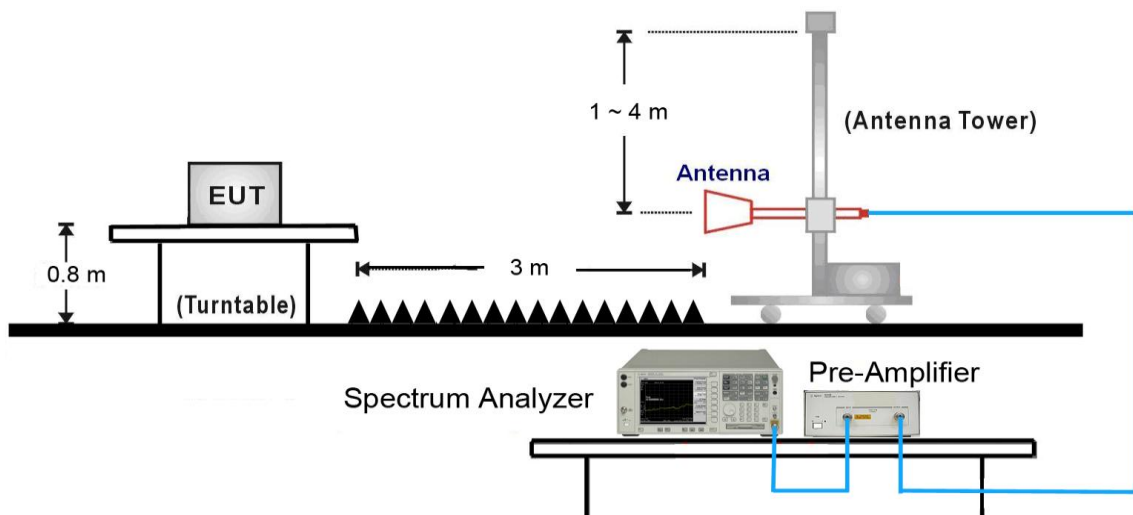 1 ~ 4 m
(Antenna Tower)
EUT
Antenna
0.8 m
3 m
(Turntable)
Spectrum Analyzer
Pre-Amplifier